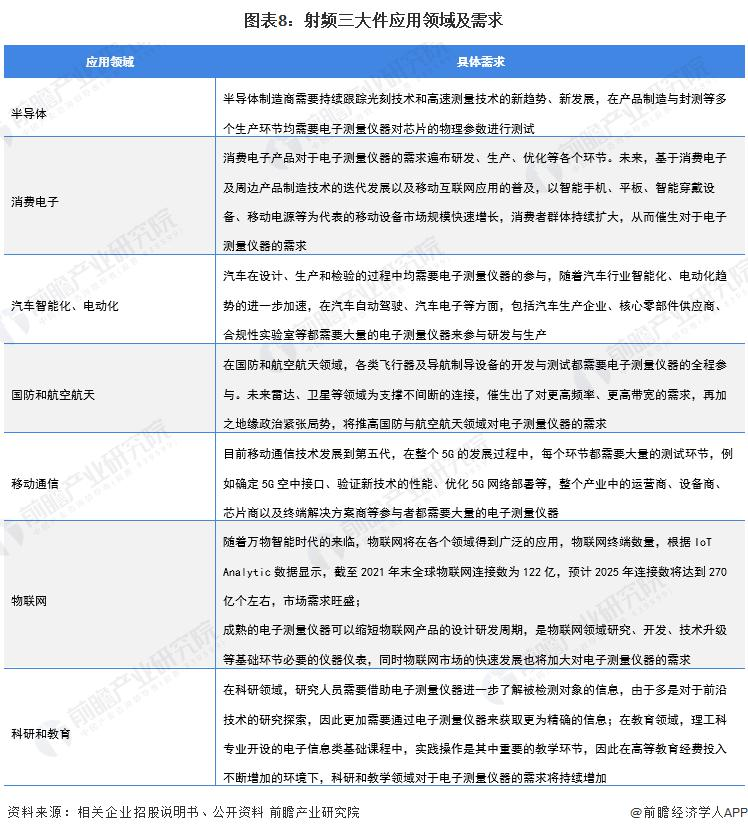 图表8：射频三大件应用领域及需求
应用领域
具体需求
半导体
半导体制造商需要持续跟踪光刻技术和高速测量技术的新趋势、新发展，在产品制造与封测等多
个生产环节均需要电子测量仪器对芯片的物理参数进行测试
消费电子
消费电子产品对于电子测量仪器的需求遍布研发、生产、优化等各个环节。未来，基于消费电子
及周边产品制造技术的迭代发展以及移动互联网应用的普及，以智能手机、平板、智能穿戴设
备、移动电源等为代表的移动设备市场规模快速增长，消费者群体持续扩大，从而催生对于电子
测量仪器的需求
汽车智能化、电动化
汽车在设计、生产和检验的过程中均需要电子测量仪器的参与，随着汽车行业智能化、电动化趋
势的进一步加速，在汽车自动驾驶、汽车电子等方面，包括汽车生产企业、核心零部件供应商、
合规性实验室等都需要大量的电子测量仪器来参与研发与生产
国防和航空航天
在国防和航空航天领域，各类飞行器及导航制导设备的开发与测试都需要电子测量仪器的全程参
与。未来雷达、卫星等领域为支撑不间断的连接，催生出了对更高频率、更高带宽的需求，再加
之地缘政治紧张局势，将推高国防与航空航天领域对电子测量仪器的需求
移动通信
目前移动通信技术发展到第五代，在整个5G的发展过程中，每个环节都需要大量的测试环节，例
如确定5G空中接口、验证新技术的性能、优化5G网络部署等，整个产业中的运营商、设备商、
芯片商以及终端解决方案商等参与者都需要大量的电子测量仪器
物联网
随着万物智能时代的来临，物联网将在各个领域得到广泛的应用，物联网终端数量，根据IoT
Analytic数据显示，截至2021年末全球物联网连接数为122亿，预计2025年连接数将达到270
亿个左右，市场需求旺盛；
成熟的电子测量仪器可以缩短物联网产品的设计研发周期，是物联网领域研究、开发、技术升级
等基础环节必要的仪器仪表，同时物联网市场的快速发展也将加大对电子测量仪器的需求
科研和教育
在科研领域，研究人员需要借助电子测量仪器进一步了解被检测对象的信息，由于多是对于前沿
技术的研究探索，因此更加需要通过电子测量仪器来获取更为精确的信息；在教育领域，理工科
专业开设的电子信息类基础课程中，实践操作是其中重要的教学环节，因此在高等教育经费投入
不断增加的环境下，科研和教学领域对于电子测量仪器的需求将持续增加
资料来源：相关企业招股说明书、公开资料 前瞻产业研究院
@前瞻经济学人APP
前瞻产业研究院